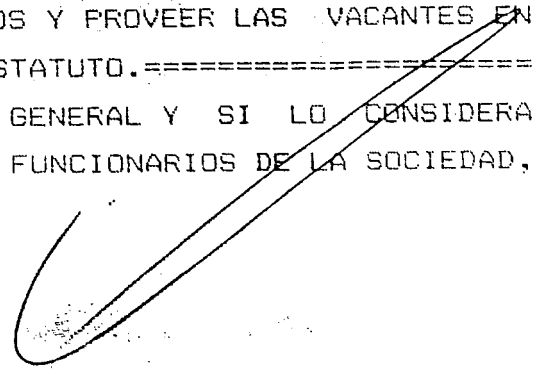 OS Y PROVEER LAS VACANTES EN
STATUTO.=====================
GENERAL Y SI LO CONSIDERA
FUNCIONARIOS DE LA SOCIEDAD,